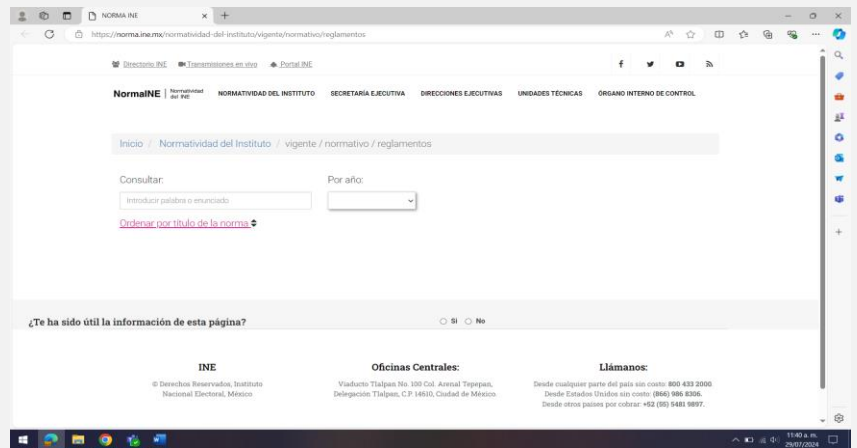 NORMA INE
https://norma.ine.mx/normatividad-del-instituto/vigente/normativo/reglamentos
Directorio INE Transmisiones en vivo Portal INE
NormaINE | Normatividad del INE NORMATIVIDAD DEL INSTITUTO SECRETARÍA EJECUTIVA DIRECCIONES EJECUTIVAS UNIDADES TÉCNICAS ÓRGANO INTERNO DE CONTROL
Inicio / Normatividad del Instituto / vigente / normativo / reglamentos
Consultar: Por año:
Introducir palabra o enunciado
Ordenar por título de la norma
¿Te ha sido útil la información de esta página? Si No
INE Oficinas Centrales: Llámanos:
© Derechos Reservados, Instituto Viaducto Tlalpan No. 100 Col. Arenal Tepepan, Desde cualquier parte del país sin costo: 800 433 2000
Nacional Electoral, México Delegación Tlalpan, C.P. 14610, Ciudad de México. Desde Estados Unidos sin costo: (866) 986 8306.
Desde otros países por cobrar: +52 (55) 5481 9897.
11:40 a. m.
29/07/2024